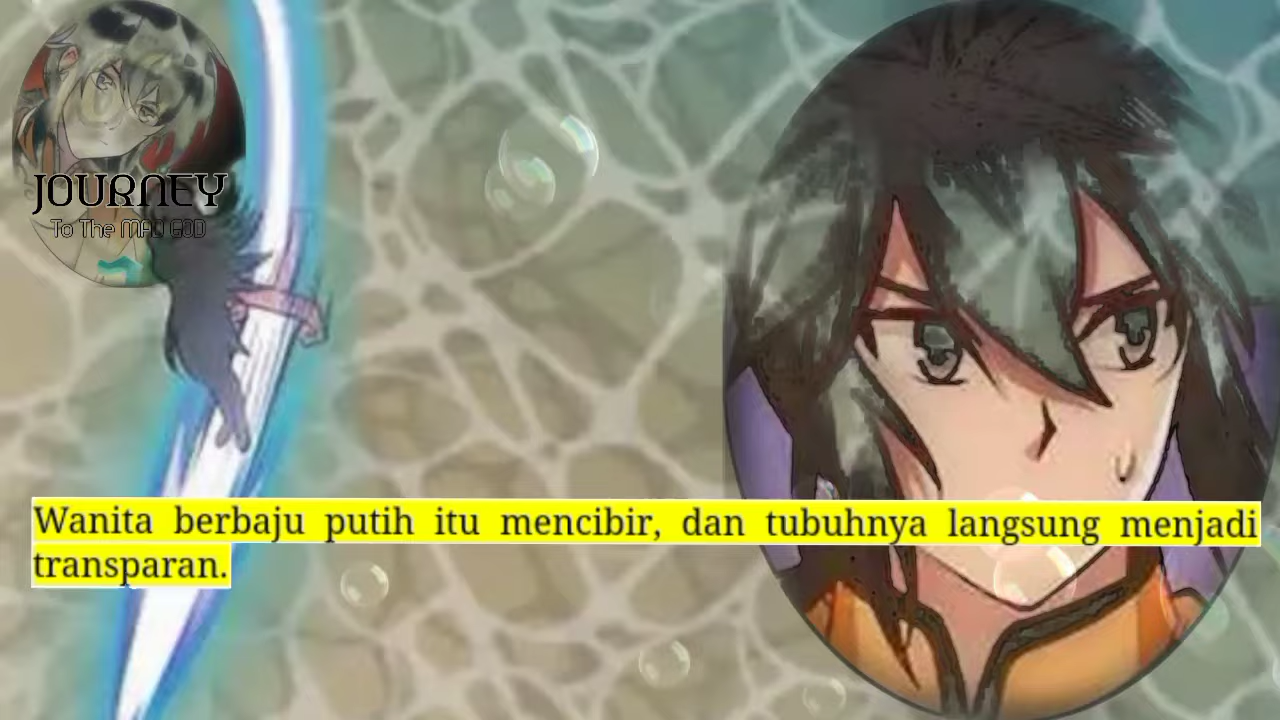 JOURNEY
To The MAD GOD
Wanita berbaju putih itu mencibir, dan tubuhnya langsung menjadi
transparan.